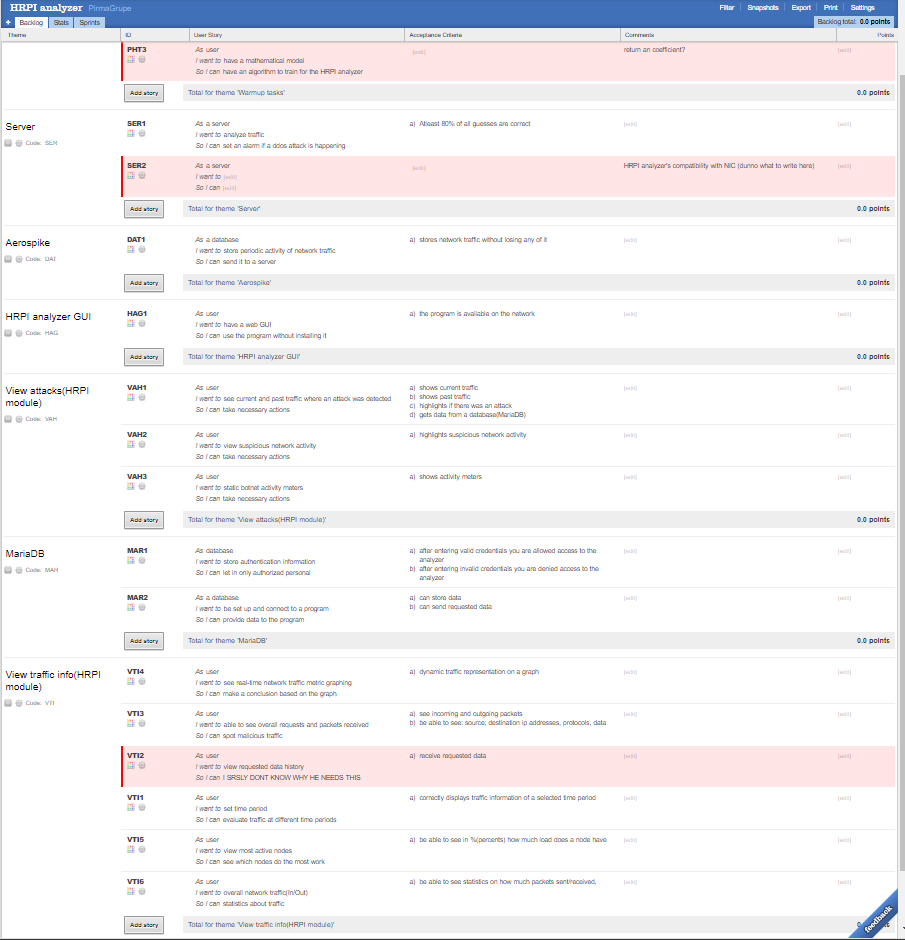 HRPI analyzer PirmaGrupe
Filter Snapshots Export Print Settings
+ Backlog Stats Sprints
Backlog total: 0.0 points
Theme ID User Story Acceptance Criteria Comments Points
PHT3
As user
I want to have a mathematical model
So I can have an algorithm to train for the HRPI analyzer
[edit]
return an coefficient?
[edit]
Add story Total for theme 'Warmup tasks' 0.0 points
Server
Code: SER
SER1
As a server
I want to analyze traffic
So I can set an alarm if a ddos attack is happening
a) Atleast 80% of all guesses are correct
[edit]
[edit]
SER2
As a server
I want to [edit]
So I can [edit]
[edit]
HRPI analyzer's compatibility with NIC (dunno what to write here)
[edit]
Add story Total for theme 'Server' 0.0 points
Aerospike
Code: DAT
DAT1
As a database
I want to store periodic activity of network traffic
So I can send it to a server
a) stores network traffic without losing any of it
[edit]
[edit]
Add story Total for theme 'Aerospike' 0.0 points
HRPI analyzer GUI
Code: HAG
HAG1
As user
I want to have a web GUI
So I can use the program without installing it
a) the program is available on the network
[edit]
[edit]
Add story Total for theme 'HRPI analyzer GUI' 0.0 points
View attacks(HRPI
module)
Code: VAH
VAH1
As user
I want to see current and past traffic where an attack was detected
So I can take necessary actions
a) shows current traffic
b) shows past traffic
c) highlights if there was an attack
d) gets data from a database(MariaDB)
[edit]
[edit]
VAH2
As user
I want to view suspicious network activity
So I can take necessary actions
a) highlights suspicious network activity
[edit]
[edit]
VAH3
As user
I want to static botnet activity meters
So I can take necessary actions
a) shows activity meters
[edit]
[edit]
Add story Total for theme 'View attacks(HRPI module)' 0.0 points
MariaDB
Code: MAR
MAR1
As database
I want to store authentication information
So I can let in only authorized personal
a) after entering valid credentials you are allowed access to the
analyzer
b) after entering invalid credentials you are denied access to the
analyzer
[edit]
[edit]
MAR2
As a database
I want to be set up and connect to a program
So I can provide data to the program
a) can store data
b) can send requested data
[edit]
[edit]
Add story Total for theme 'MariaDB' 0.0 points
View traffic info(HRPI
module)
Code: VTI
VTI4
As user
I want to see real-time network traffic metric graphing
So I can make a conclusion based on the graph
a) dynamic traffic representation on a graph
[edit]
[edit]
VTI3
As user
I want to able to see overall requests and packets received
So I can spot malicious traffic
a) see incoming and outgoing packets
b) be able to see: source; destination ip addresses, protocols, data
[edit]
[edit]
VTI2
As user
I want to view requested data history
So I can I SRSLY DONT KNOW WHY HE NEEDS THIS
a) receive requested data
[edit]
[edit]
VTI1
As user
I want to set time period
So I can evaluate traffic at different time periods
a) correctly displays traffic information of a selected time period
[edit]
[edit]
VTI5
As user
I want to view most active nodes
So I can see which nodes do the most work
a) be able to see in %(percents) how much load does a node have
[edit]
[edit]
VTI6
As user
I want to overall network traffic(In/Out)
So I can statistics about traffic
a) be able to see statistics on how much packets sent/received,
[edit]
[edit]
Add story Total for theme 'View traffic info(HRPI module)' points
feedback